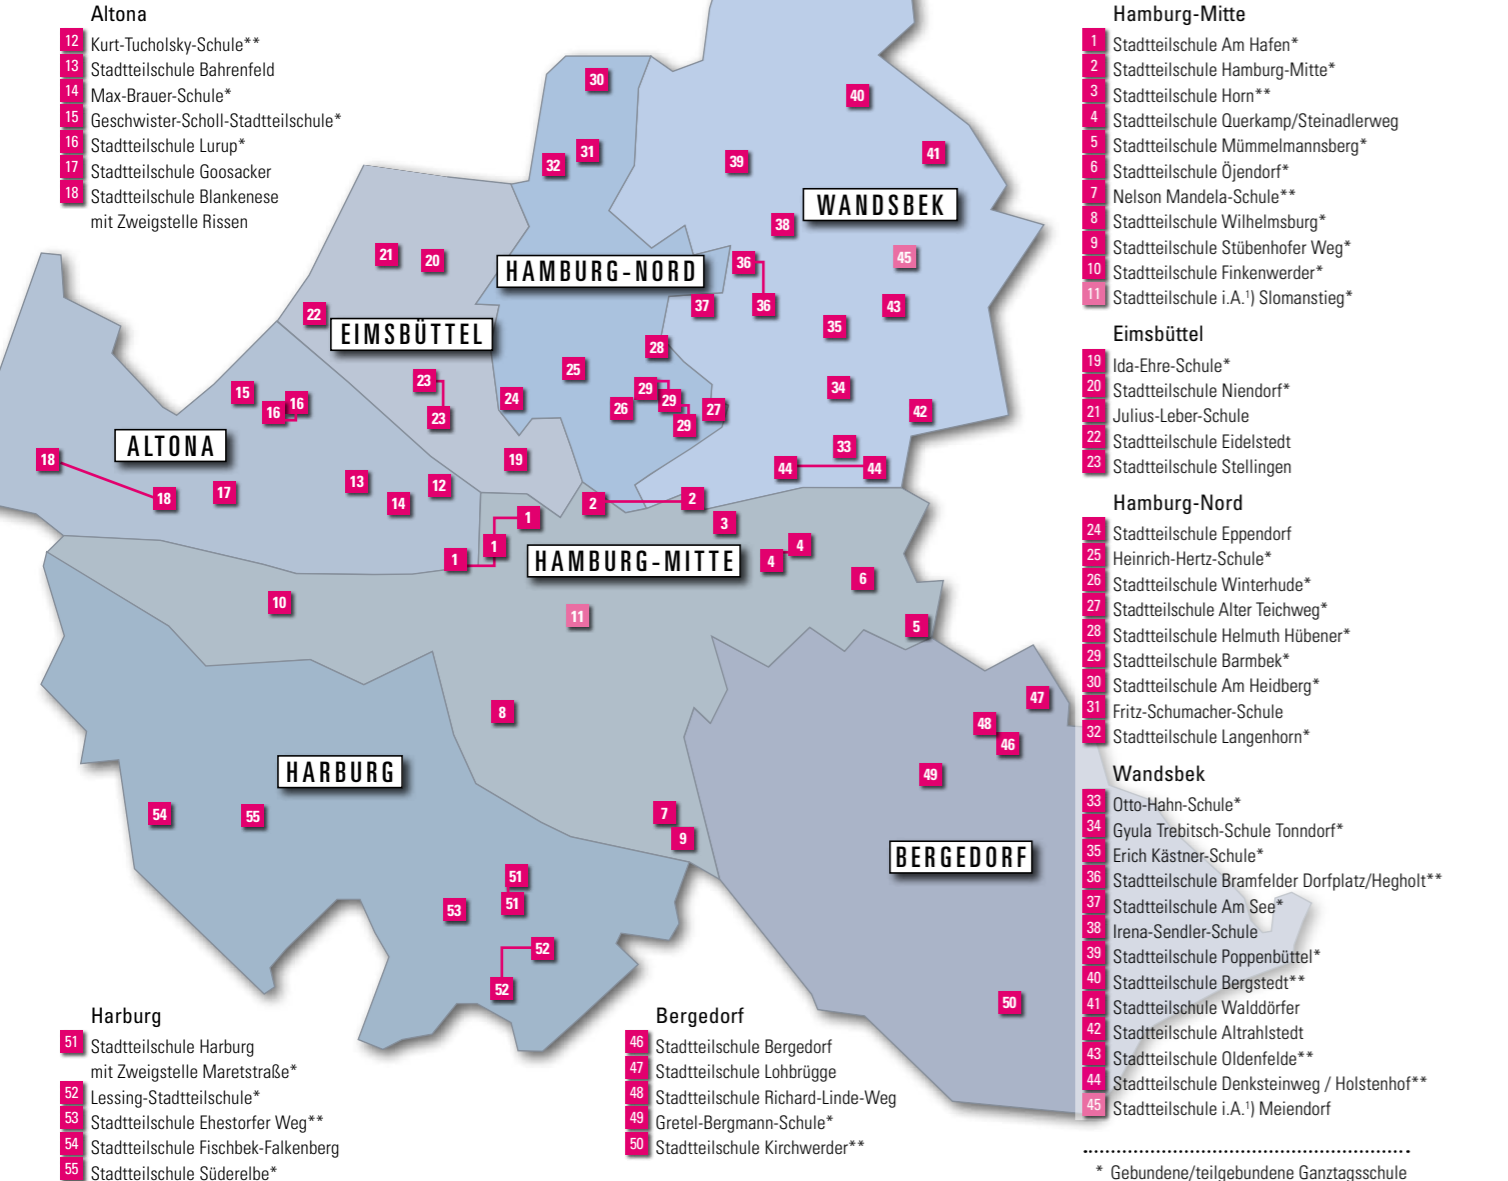 Altona
12 Kurt-Tucholsky-Schule**
13 Stadtteilschule Bahrenfeld
14 Max-Brauer-Schule*
15 Geschwister-Scholl-Stadtteilschule*
16 Stadtteilschule Lurup*
17 Stadtteilschule Goosacker
18 Stadtteilschule Blankenese
mit Zweigstelle Rissen
Hamburg-Mitte
1 Stadtteilschule Am Hafen*
2 Stadtteilschule Hamburg-Mitte*
3 Stadtteilschule Horn**
4 Stadtteilschule Querkamp/Steinadlerweg
5 Stadtteilschule Mümmelmannsberg*
6 Stadtteilschule Öjendorf*
7 Nelson Mandela-Schule**
8 Stadtteilschule Wilhelmsburg*
9 Stadtteilschule Stübenhofer Weg*
10 Stadtteilschule Finkenwerder*
11 Stadtteilschule i.A.¹) Slomanstieg*
Eimsbüttel
19 Ida-Ehre-Schule*
20 Stadtteilschule Niendorf*
21 Julius-Leber-Schule
22 Stadtteilschule Eidelstedt
23 Stadtteilschule Stellingen
Hamburg-Nord
24 Stadtteilschule Eppendorf
25 Heinrich-Hertz-Schule*
26 Stadtteilschule Winterhude*
27 Stadtteilschule Alter Teichweg*
28 Stadtteilschule Helmuth Hübener*
29 Stadtteilschule Barmbek*
30 Stadtteilschule Am Heidberg*
31 Fritz-Schumacher-Schule
32 Stadtteilschule Langenhorn*
Wandsbek
33 Otto-Hahn-Schule*
34 Gyula Trebitsch-Schule Tonndorf*
35 Erich Kästner-Schule*
36 Stadtteilschule Bramfelder Dorfplatz/Hegholt**
37 Stadtteilschule Am See*
38 Irena-Sendler-Schule
39 Stadtteilschule Poppenbüttel*
40 Stadtteilschule Bergstedt**
41 Stadtteilschule Walddörfer
42 Stadtteilschule Altrahlstedt
43 Stadtteilschule Oldenfelde**
44 Stadtteilschule Denksteinweg / Holstenhof**
45 Stadtteilschule i.A.¹) Meiendorf
* Gebundene/teilgebundene Ganztagsschule
Harburg
51 Stadtteilschule Harburg
mit Zweigstelle Maretstraße*
52 Lessing-Stadtteilschule*
53 Stadtteilschule Ehestorfer Weg**
54 Stadtteilschule Fischbek-Falkenberg
55 Stadtteilschule Süderelbe*
Bergedorf
46 Stadtteilschule Bergedorf
47 Stadtteilschule Lohbrügge
48 Stadtteilschule Richard-Linde-Weg
49 Gretel-Bergmann-Schule*
50 Stadtteilschule Kirchwerder**
30
40
31
41
32
39
WANDSBEK
38
21
20
45
36
HAMBURG-NORD
37
36
43
22
35
EIMSBÜTTEL
28
25
23
29
34
15
24
29
16
16
26
27
42
23
29
ALTONA
33
18
19
44
44
13
12
17
18
14
2
2
1
3
1
4
1
HAMBURG-MITTE
4
6
10
11
5
47
8
48
46
HARBURG
49
54
55
7
9
BERGEDORF
51
51
53
52
52
50